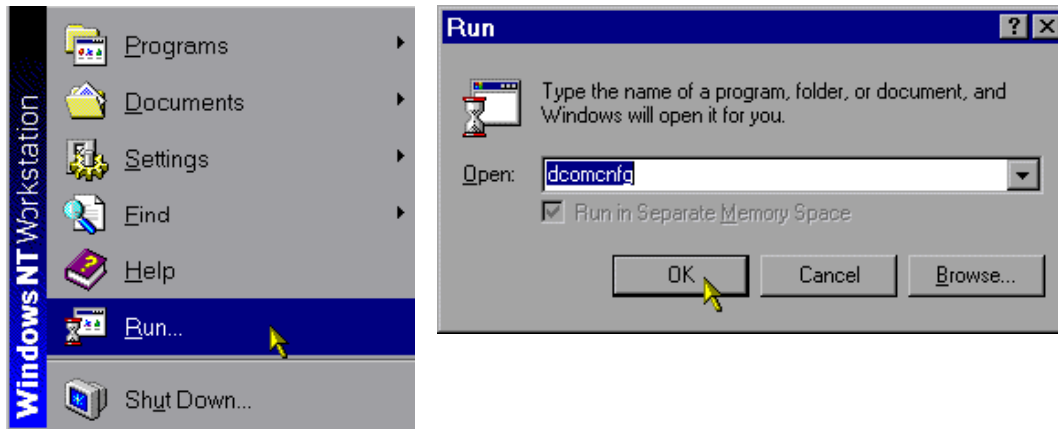 Windows NT Workstation
Programs
Documents
Settings
Find
Help
Run...
Shut Down...
Run
Type the name of a program, folder, or document, and
Windows will open it for you.
Open: dcomcnfg
Run in Separate Memory Space
OK Cancel Browse...